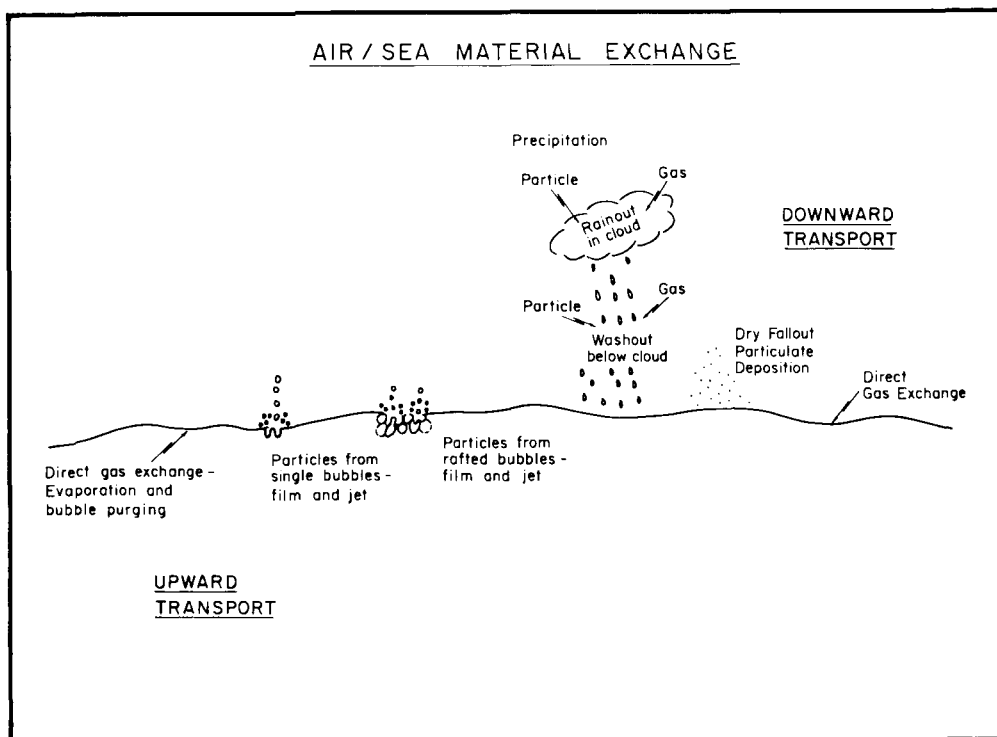 AIR / SEA MATERIAL EXCHANGE
Precipitation
Particle
Gas
Rainout
in cloud
DOWNWARD
TRANSPORT
Particle
Gas
Washout
below cloud
Dry Fallout
Particulate
Deposition
Direct
Gas Exchange
Direct gas exchange –
Evaporation and
bubble purging
Particles from
single bubbles –
film and jet
Particles from
rafted bubbles –
film and jet
UPWARD
TRANSPORT